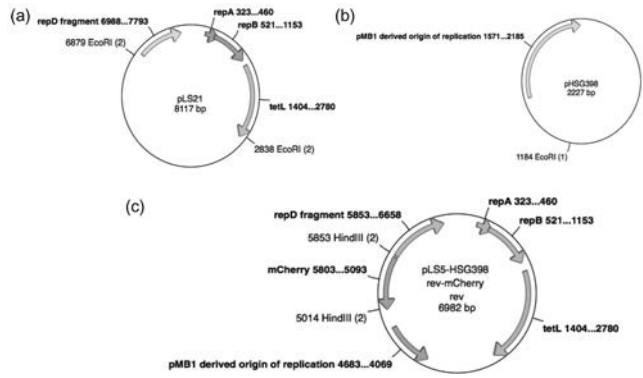 (a)
repA 323...460
repD fragment 6988...7793
repB 521...1153
6879 EcoRI (2)
pLS21
8117 bp
tetL 1404...2780
2838 EcoRI (2)
(b)
pMB1 derived origin of replication 1571...2185
pHSG398
2227 bp
1184 EcoRI (1)
(c)
repA 323...460
repD fragment 5853...6658
repB 521...1153
5853 HindIII (2)
mCherry 5803...5093
pLS5-HSG398
rev-mCherry
rev
6982 bp
5014 HindIII (2)
tetL 1404...2780
pMB1 derived origin of replication 4683...4069